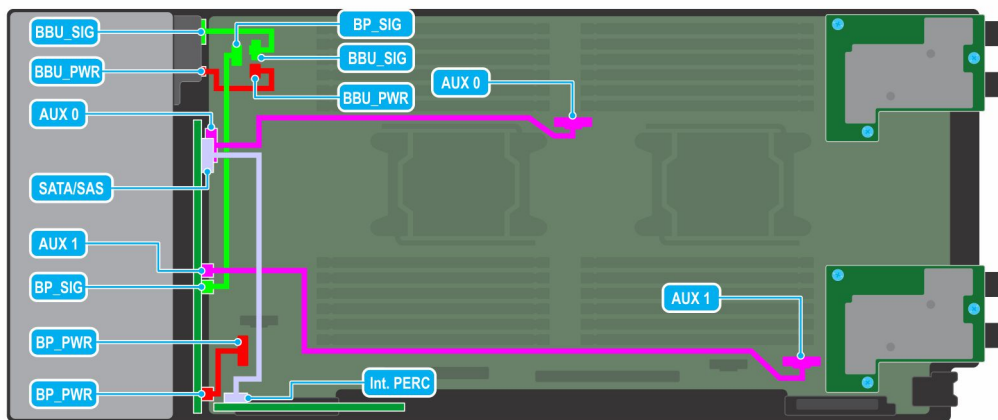 BBU_SIG
BP_SIG
BBU_SIG
BBU_PWR
AUX 0
BBU_PWR
AUX 0
SATA/SAS
AUX 1
BP_SIG
AUX 1
BP_PWR
BP_PWR
Int. PERC